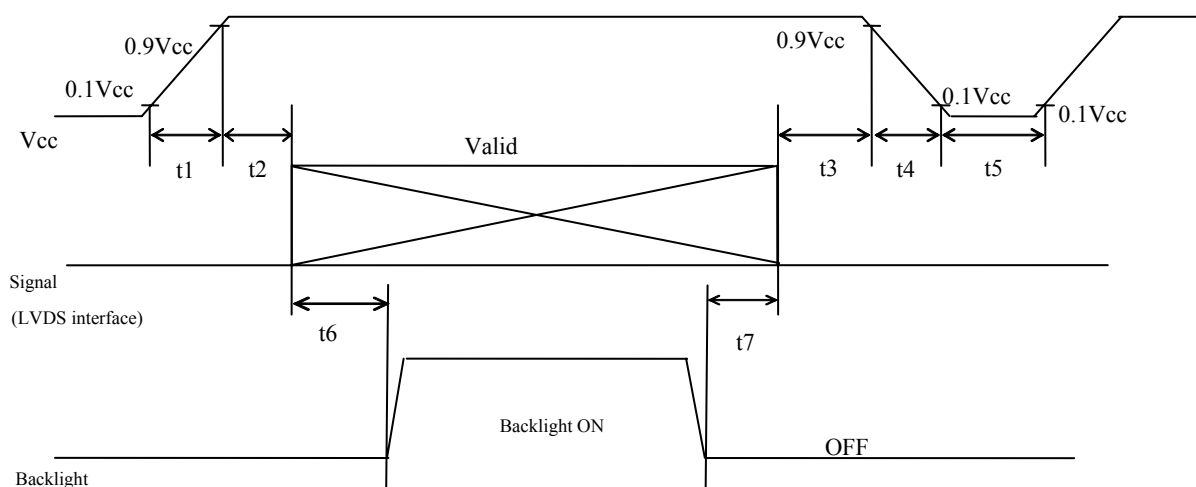 0.9Vcc
0.9Vcc
0.1Vcc
0.1Vcc
0.1Vcc
Vcc
Valid
t1
t2
t3
t4
t5
Signal
(LVDS interface)
t6
t7
Backlight ON
OFF
Backlight